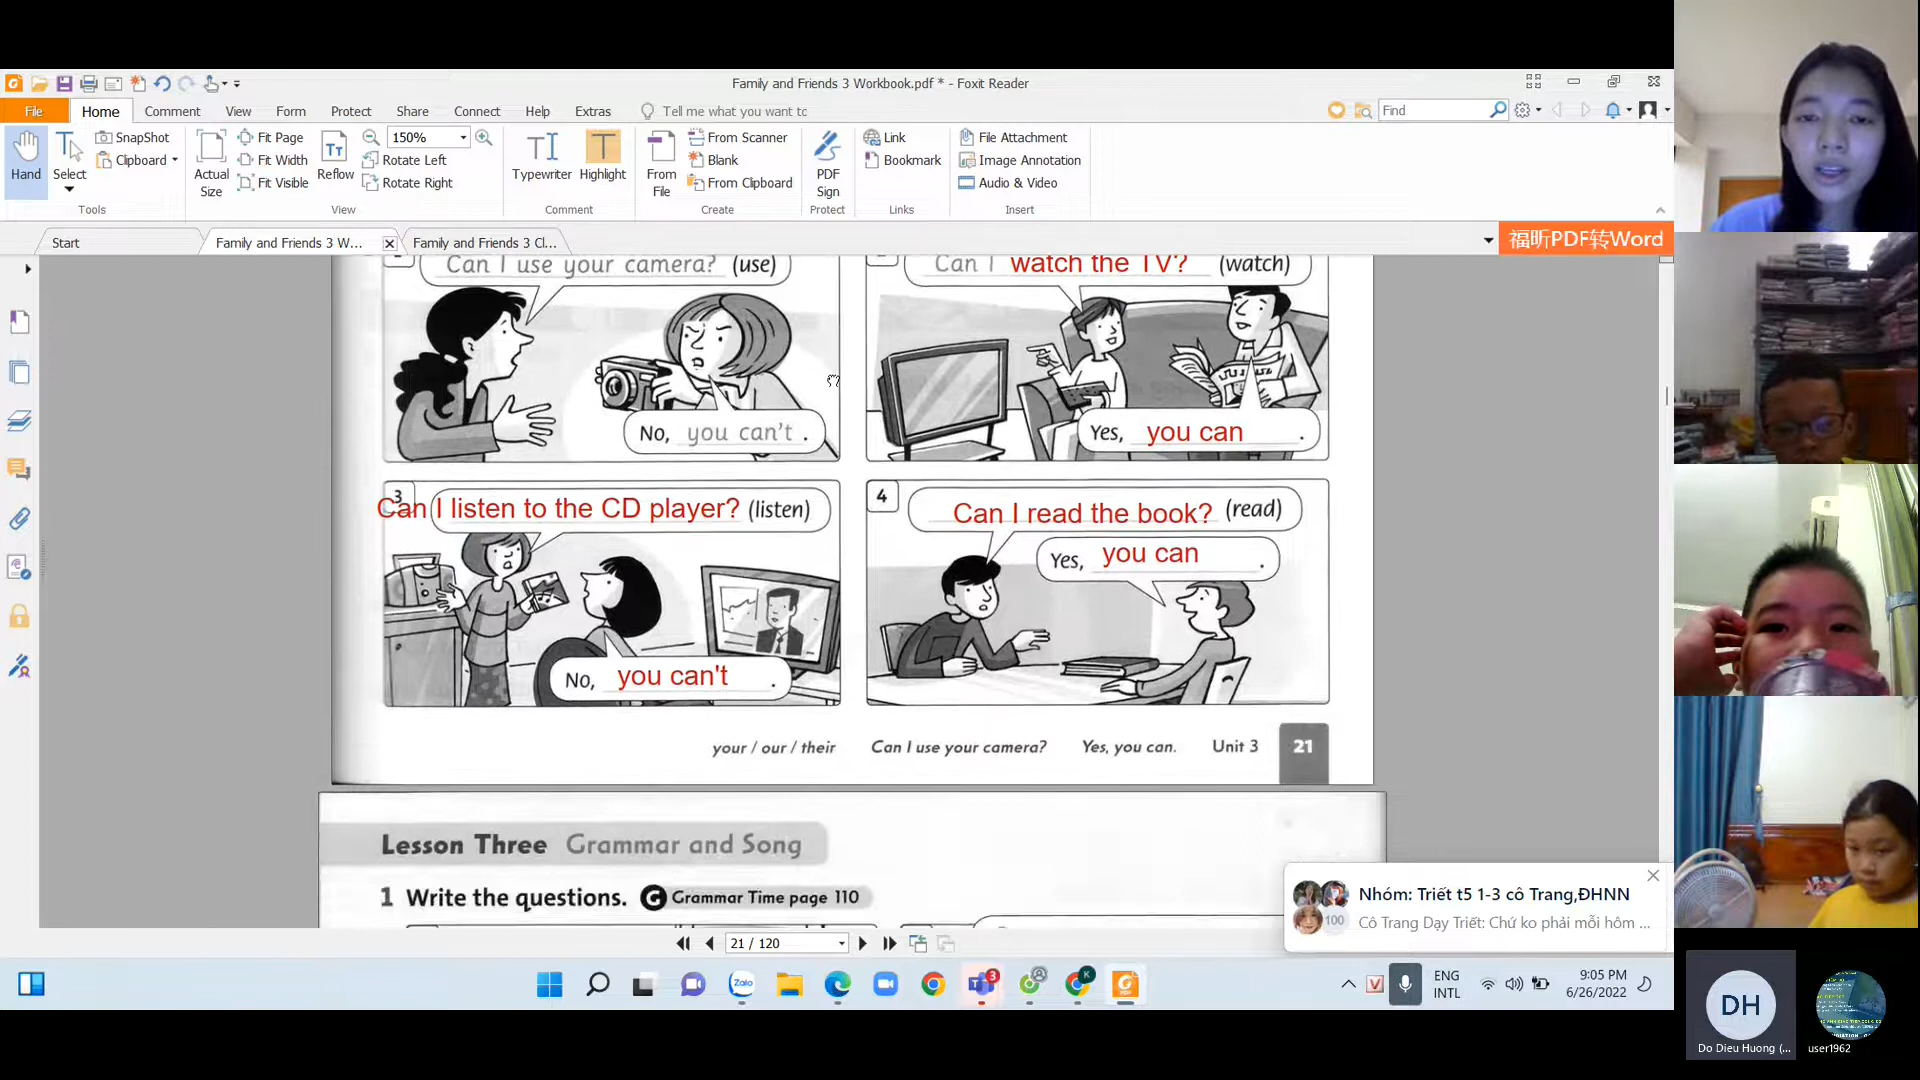 Family and Friends 3 Workbook.pdf * - Foxit Reader
File Home Comment View Form Protect Share Connect Help Extras Tell me what you want tc Find
Hand
Select
SnapShot
Clipboard
Tools
Actual Size
Fit Page
Fit Width
Fit Visible
Reflow
150%
Rotate Left
Rotate Right
View
Typewriter
Highlight
Comment
From File
From Scanner
Blank
From Clipboard
Create
PDF Sign
Protect
Link
Bookmark
Links
File Attachment
Image Annotation
Audio & Video
Insert
Start
Family and Friends 3 W...
Family and Friends 3 Cl...
福昕PDF转Word
Can I use your camera? (use)
No, you can't .
Can I watch the TV? (watch)
Yes, you can .
3
Can I listen to the CD player? (listen)
No, you can't .
4
Can I read the book? (read)
Yes, you can .
your / our / their Can I use your camera? Yes, you can. Unit 3 21
Lesson Three Grammar and Song
1 Write the questions. G Grammar Time page 110
Nhóm: Triết t5 1-3 cô Trang,ĐHNN
Cô Trang Dạy Triết: Chứ ko phải mỗi hôm ...
100
21 / 120
Zalo
3
K
V
ENG
INTL
9:05 PM
6/26/2022
DH
Do Dieu Huong (...
user1962